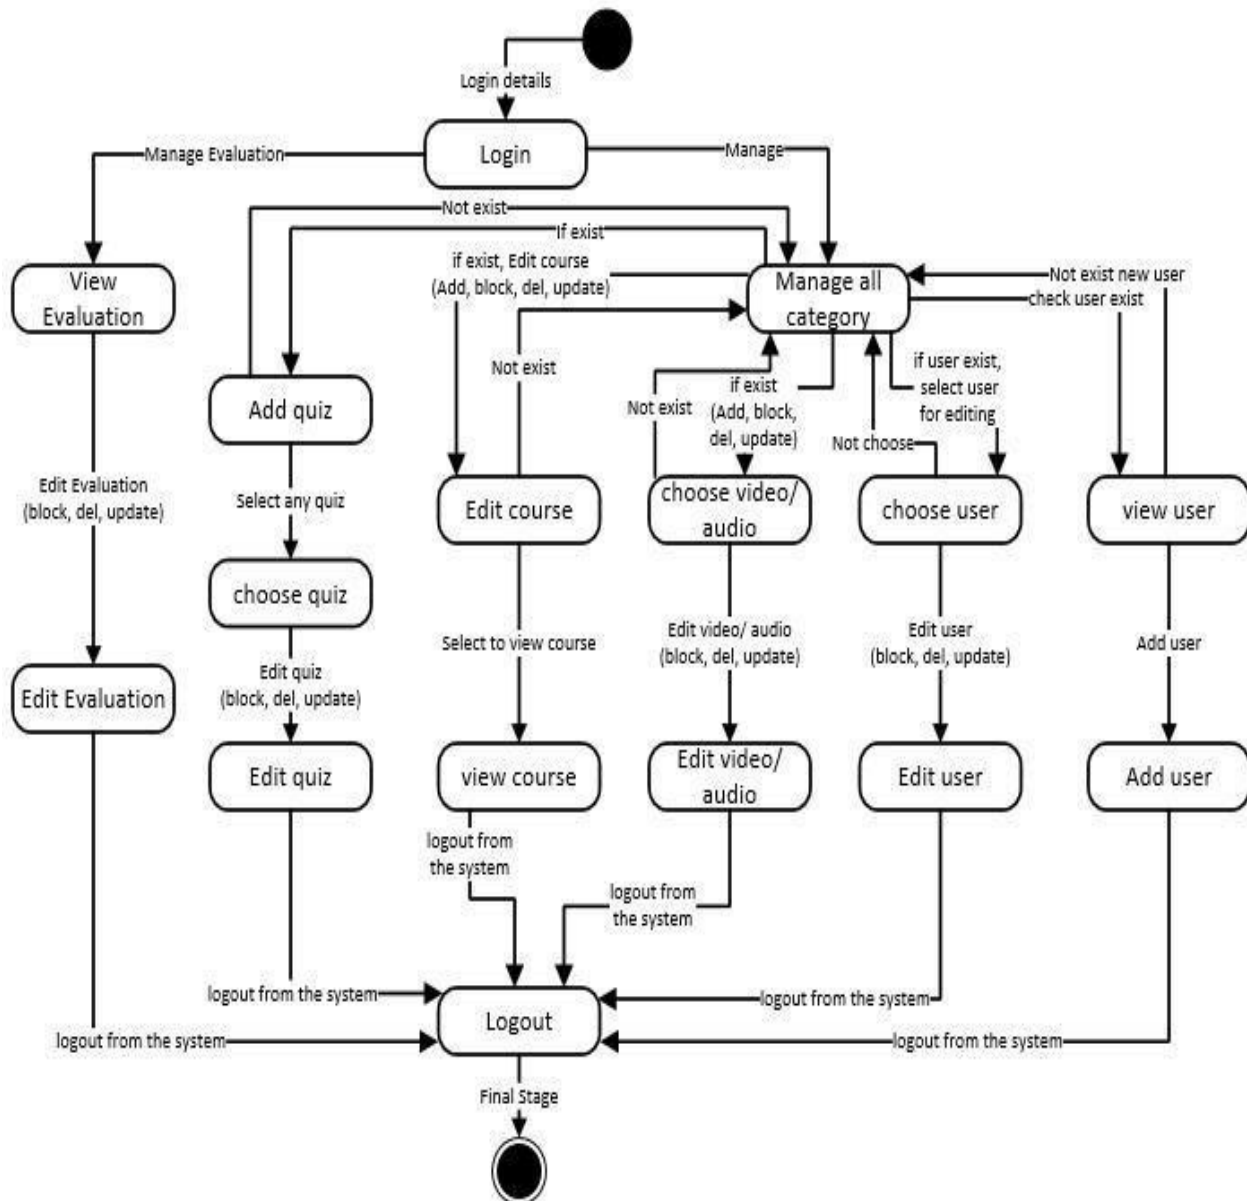 Login details
Login
Manage Evaluation
Manage
Not exist
If exist
if exist, Edit course
(Add, block, del, update)
View
Evaluation
Manage all
category
Not exist new user
check user exist
Not exist
Not exist
if exist
(Add, block,
del, update)
if user exist,
select user
for editing
Not choose
Add quiz
Edit Evaluation
(block, del, update)
Select any quiz
Edit course
choose video/
audio
choose user
view user
choose quiz
Select to view course
Edit video/ audio
(block, del, update)
Edit user
(block, del, update)
Add user
Edit Evaluation
Edit quiz
(block, del, update)
Edit quiz
view course
Edit video/
audio
Edit user
Add user
logout from
the system
logout from
the system
logout from the system
logout from the system
Logout
logout from the system
logout from the system
Final Stage